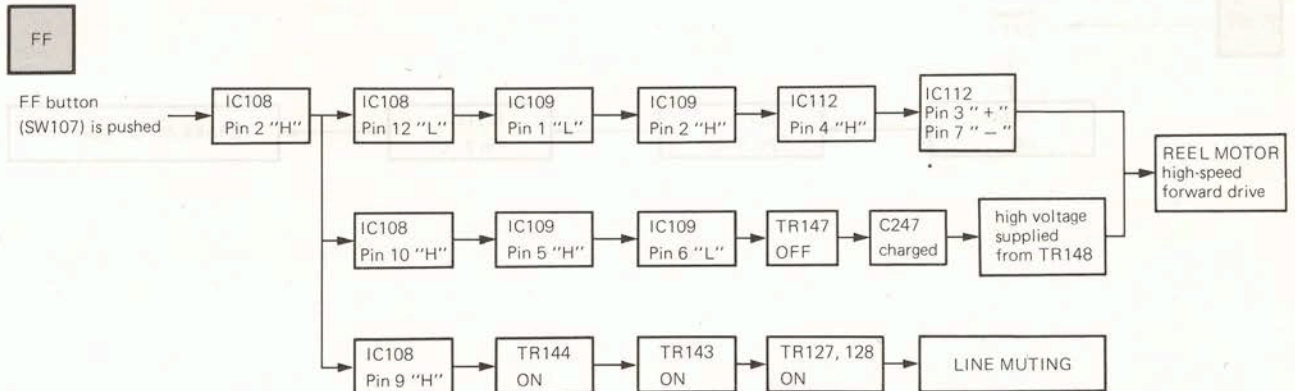 FF
FF button
(SW107) is pushed
IC108
Pin 2 "H"
IC108
Pin 12 "L"
IC109
Pin 1 "L"
IC109
Pin 2 "H"
IC112
Pin 4 "H"
IC112
Pin 3 " + "
Pin 7 " − "
REEL MOTOR
high-speed
forward drive
IC108
Pin 10 "H"
IC109
Pin 5 "H"
IC109
Pin 6 "L"
TR147
OFF
C247
charged
high voltage
supplied
from TR148
IC108
Pin 9 "H"
TR144
ON
TR143
ON
TR127, 128
ON
LINE MUTING